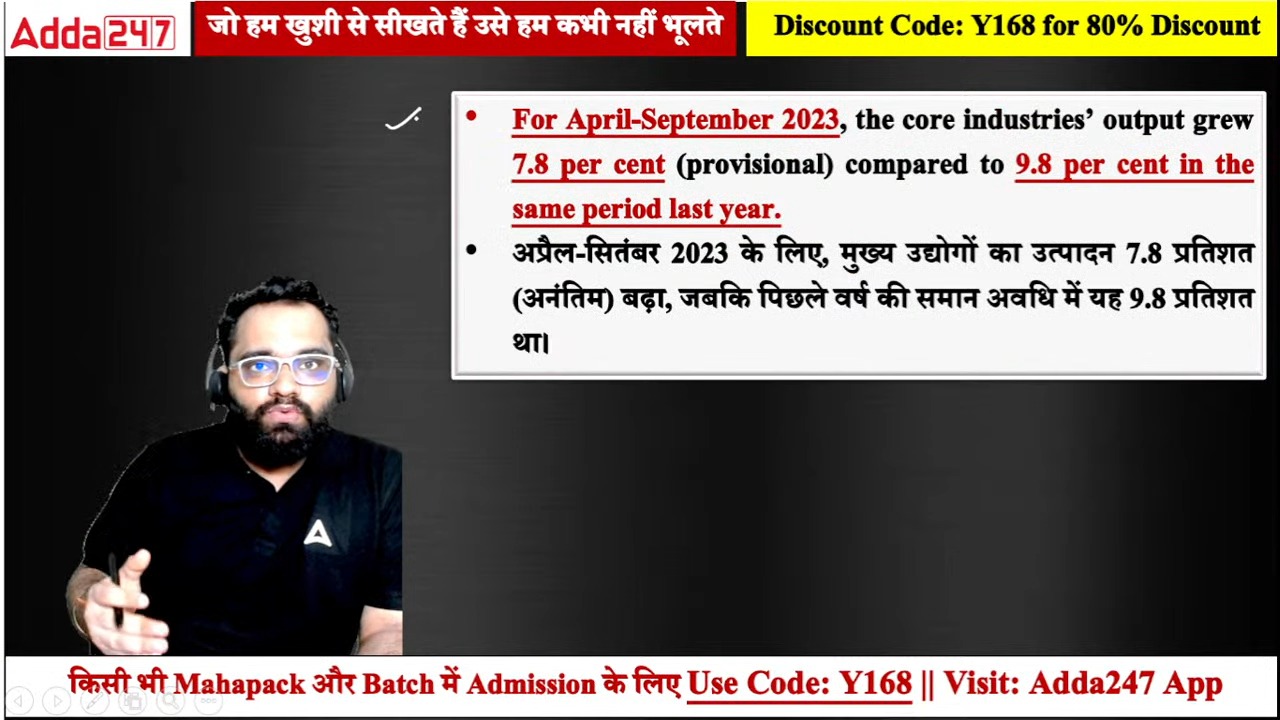 Adda247
जो हम खुशी से सीखते हैं उसे हम कभी नहीं भूलते
Discount Code: Y168 for 80% Discount
• For April-September 2023, the core industries’ output grew
7.8 per cent (provisional) compared to 9.8 per cent in the
same period last year.
• अप्रैल-सितंबर 2023 के लिए, मुख्य उद्योगों का उत्पादन 7.8 प्रतिशत
(अनंतिम) बढ़ा, जबकि पिछले वर्ष की समान अवधि में यह 9.8 प्रतिशत
था।
किसी भी Mahapack और Batch में Admission के लिए Use Code: Y168 || Visit: Adda247 App